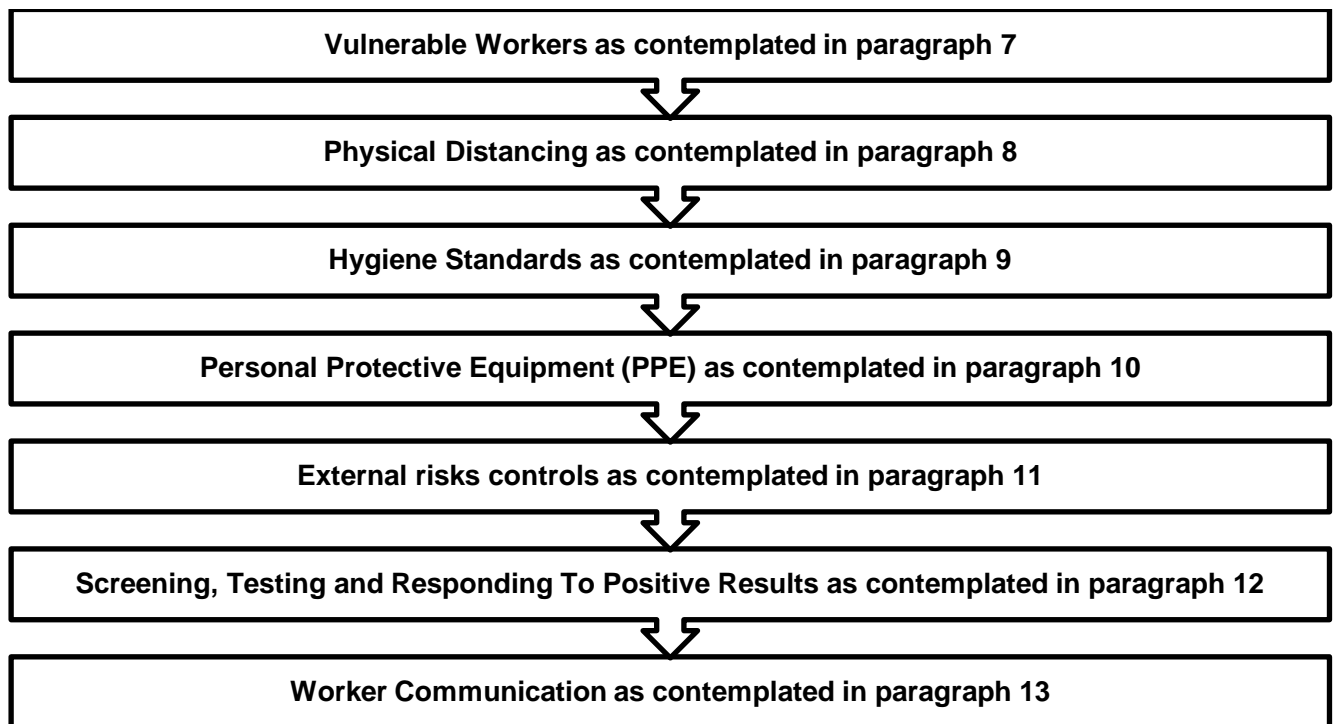 Vulnerable Workers as contemplated in paragraph 7
Physical Distancing as contemplated in paragraph 8
Hygiene Standards as contemplated in paragraph 9
Personal Protective Equipment (PPE) as contemplated in paragraph 10
External risks controls as contemplated in paragraph 11
Screening, Testing and Responding To Positive Results as contemplated in paragraph 12
Worker Communication as contemplated in paragraph 13